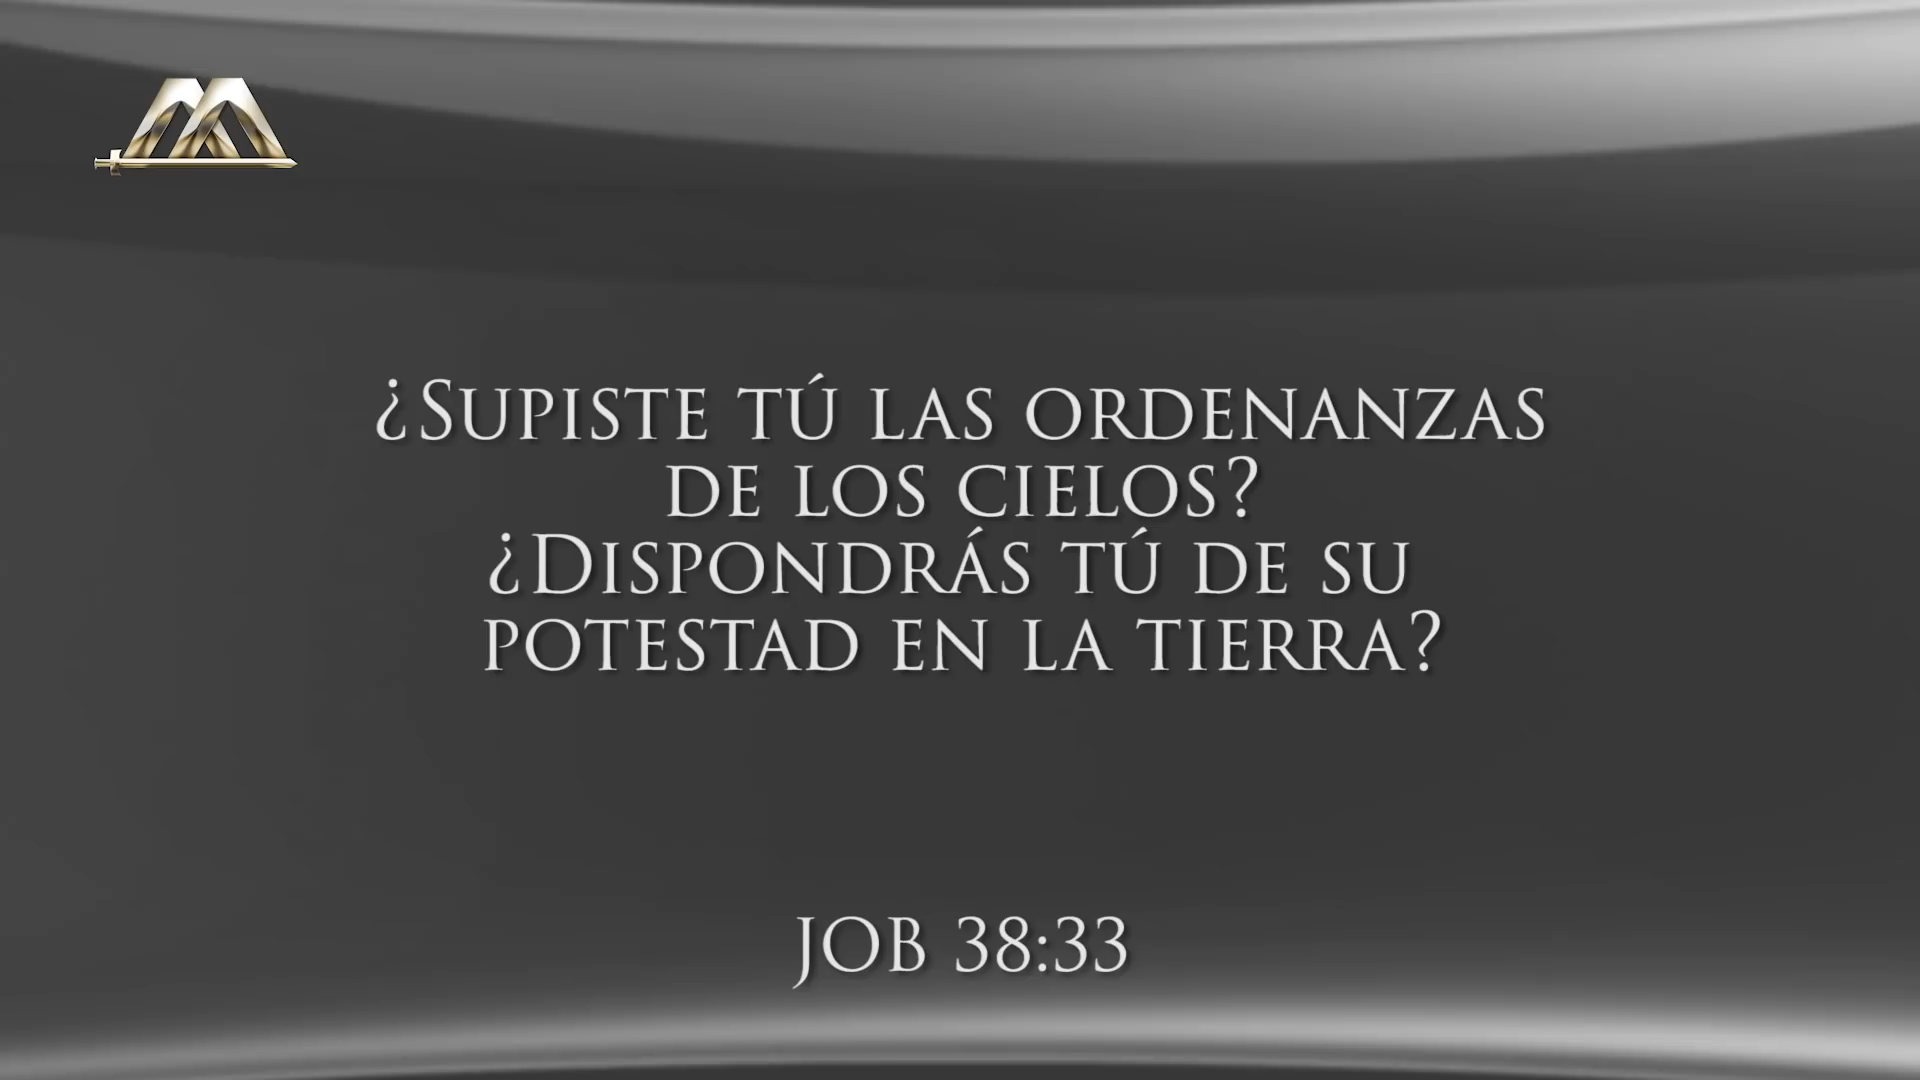 ¿Supiste tú las ordenanzas
de los cielos?
¿Dispondrás tú de su
potestad en la tierra?
JOB 38:33